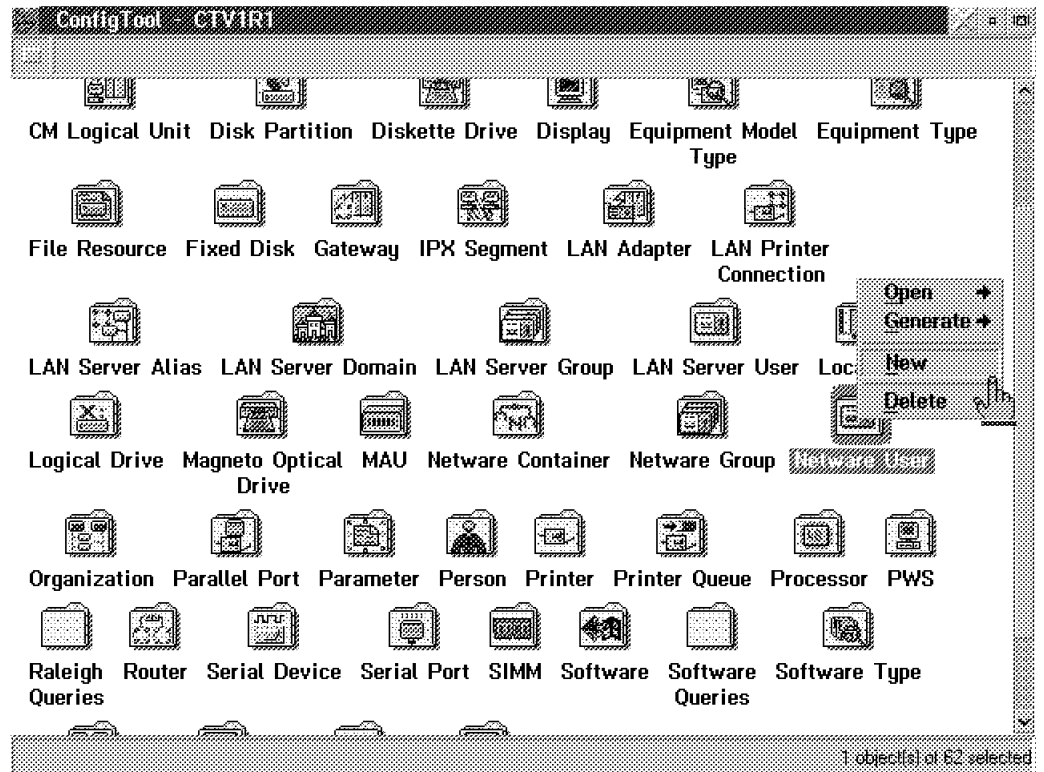 ConfigTool - CTV1R1
CM Logical Unit Disk Partition Diskette Drive Display Equipment Model Type Equipment Type
File Resource Fixed Disk Gateway IPX Segment LAN Adapter LAN Printer Connection
Open
Generate
New
Delete
LAN Server Alias LAN Server Domain LAN Server Group LAN Server User
X:
Logical Drive Magneto Optical Drive MAU Netware Container Netware Group Netware User
Organization Parallel Port Parameter Person Printer Printer Queue Processor PWS
Raleigh Queries Router Serial Device Serial Port SIMM Software Software Queries Software Type
1 object(s) of 62 selected